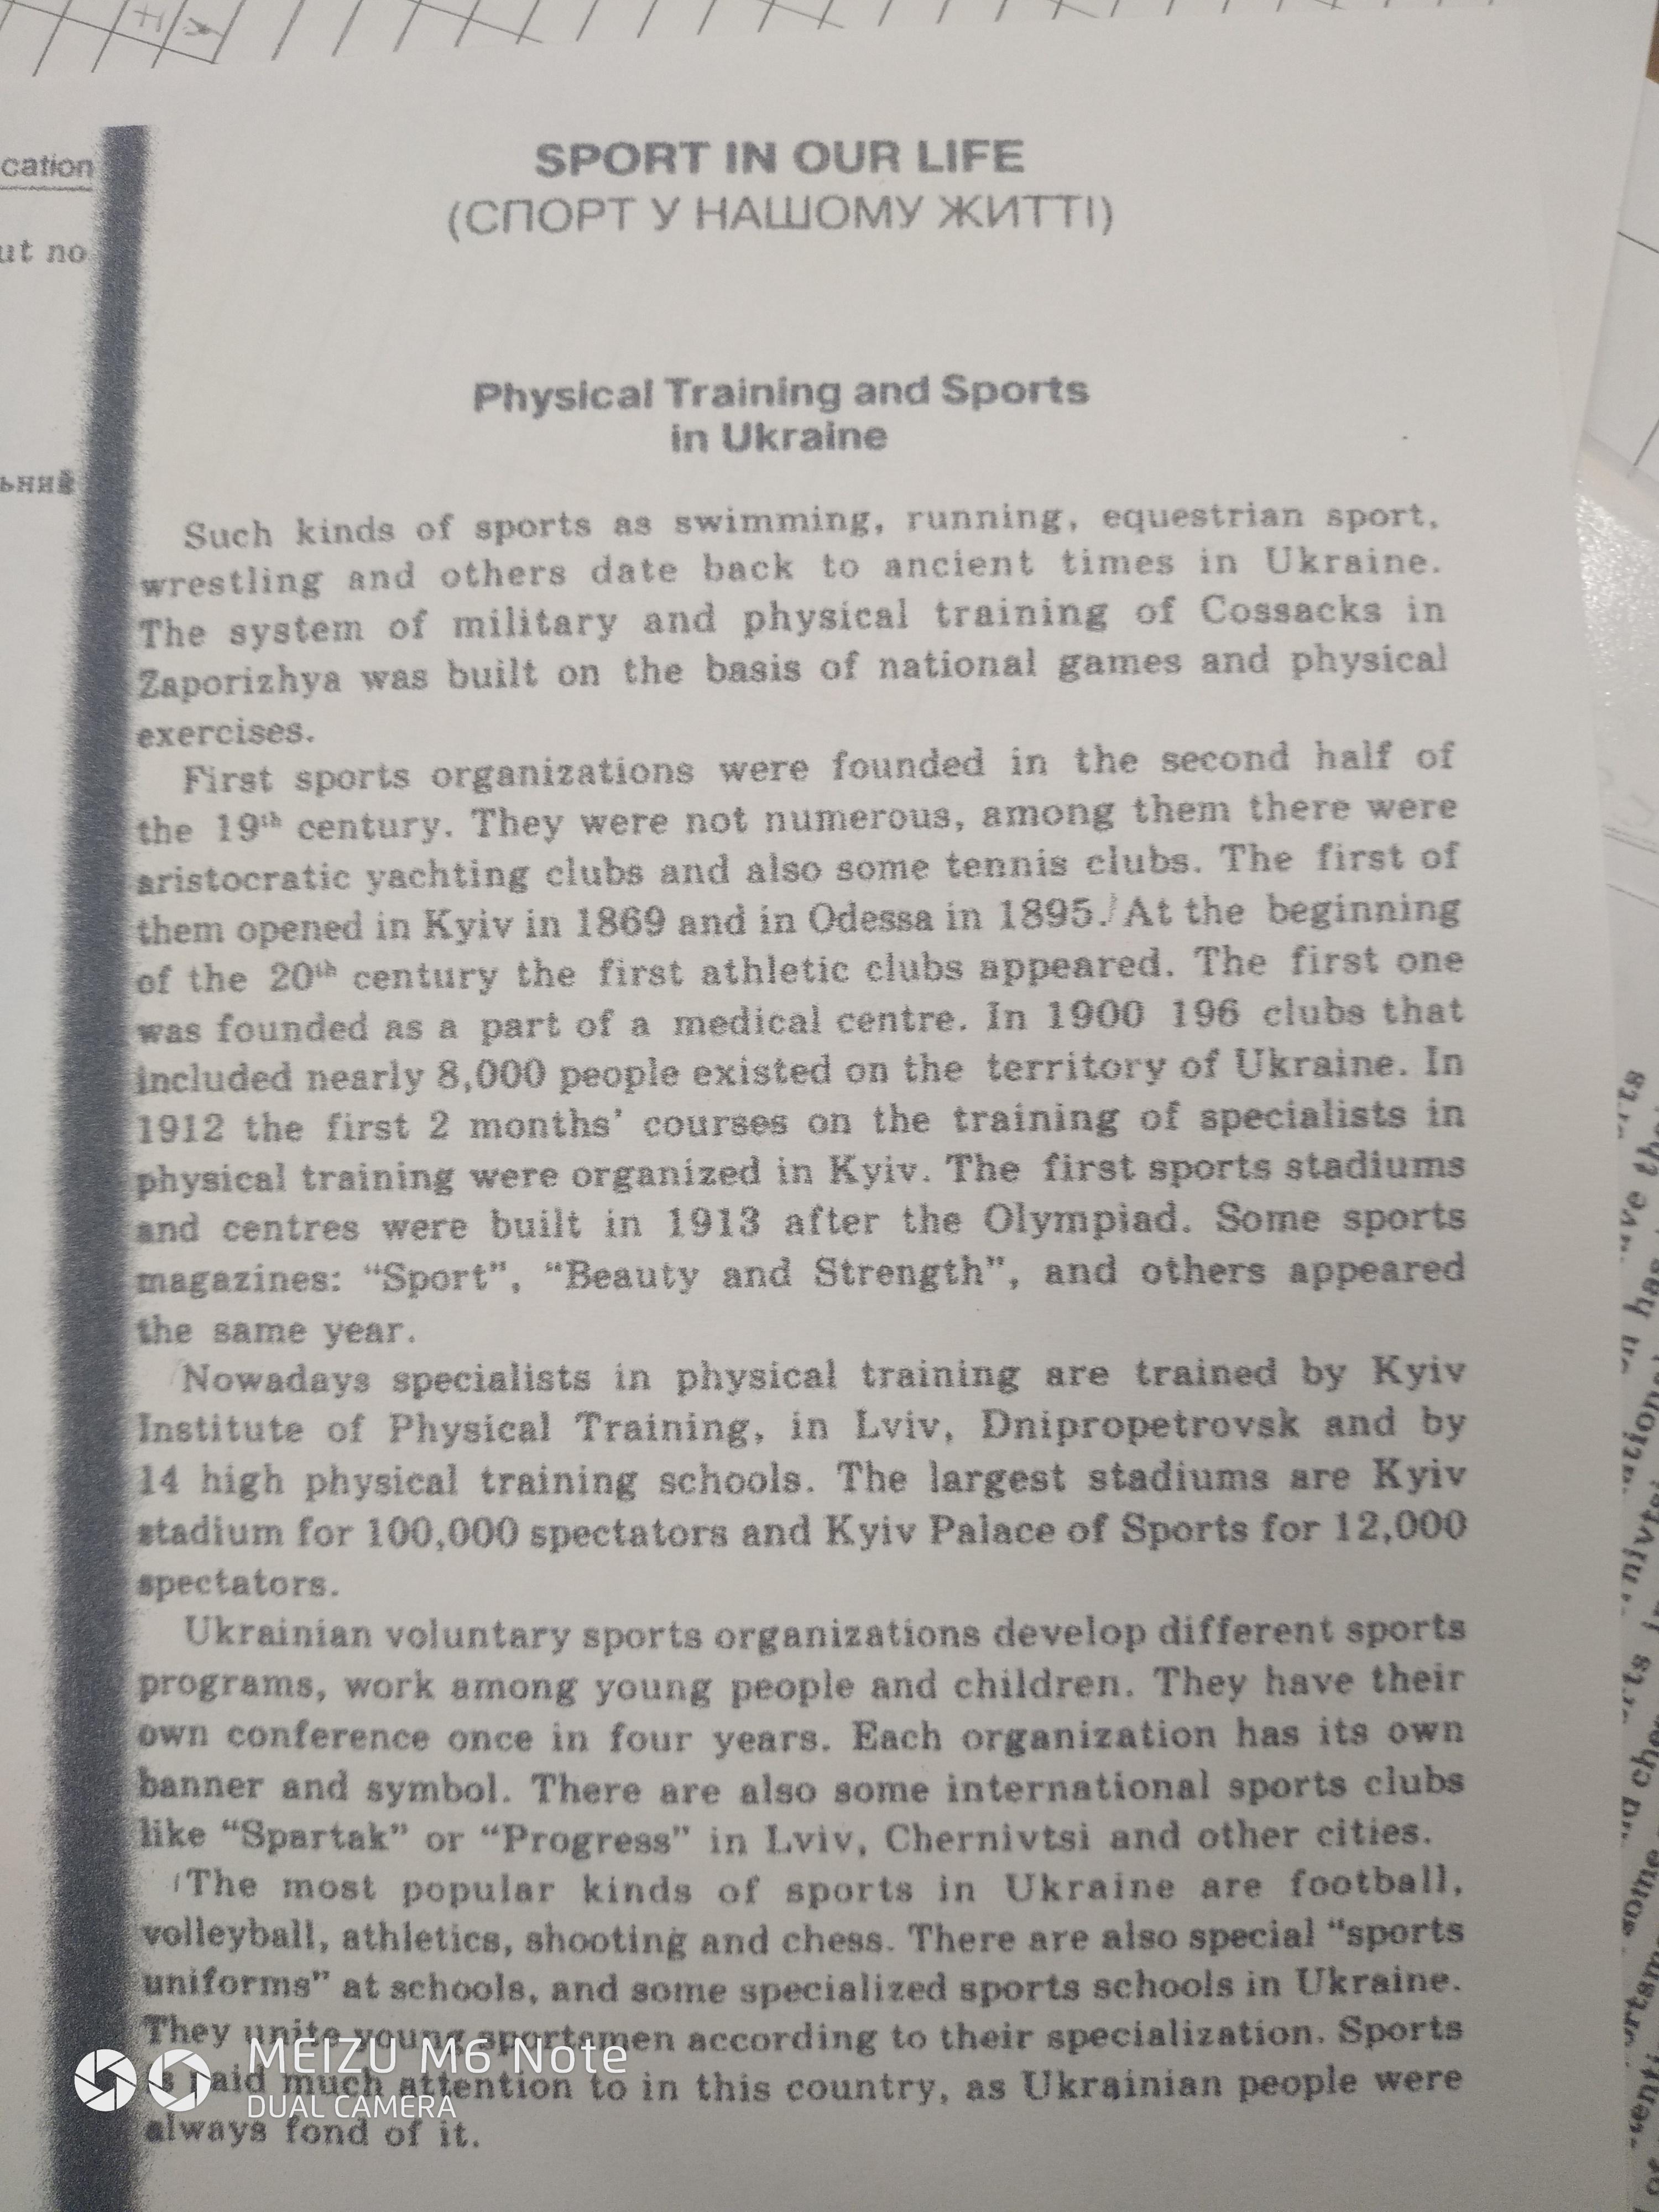 cation
ut no
ьний
SPORT IN OUR LIFE
(СПОРТ У НАШОМУ ЖИТТІ)
Physical Training and Sports
in Ukraine
Such kinds of sports as swimming, running, equestrian sport,
wrestling and others date back to ancient times in Ukraine.
The system of military and physical training of Cossacks in
Zaporizhya was built on the basis of national games and physical
exercises.
First sports organizations were founded in the second half of
the 19th century. They were not numerous, among them there were
aristocratic yachting clubs and also some tennis clubs. The first of
them opened in Kyiv in 1869 and in Odessa in 1895. At the beginning
of the 20th century the first athletic clubs appeared. The first one
was founded as a part of a medical centre. In 1900 196 clubs that
included nearly 8,000 people existed on the territory of Ukraine. In
1912 the first 2 months' courses on the training of specialists in
physical training were organized in Kyiv. The first sports stadiums
and centres were built in 1913 after the Olympiad. Some sports
magazines: “Sport”, “Beauty and Strength”, and others appeared
the same year.
Nowadays specialists in physical training are trained by Kyiv
Institute of Physical Training, in Lviv, Dnipropetrovsk and by
14 high physical training schools. The largest stadiums are Kyiv
stadium for 100,000 spectators and Kyiv Palace of Sports for 12,000
spectators.
Ukrainian voluntary sports organizations develop different sports
programs, work among young people and children. They have their
own conference once in four years. Each organization has its own
banner and symbol. There are also some international sports clubs
like “Spartak” or “Progress” in Lviv, Chernivtsi and other cities.
The most popular kinds of sports in Ukraine are football,
volleyball, athletics, shooting and chess. There are also special “sports
uniforms” at schools, and some specialized sports schools in Ukraine.
They unite young sportsmen according to their specialization. Sports
is paid much attention to in this country, as Ukrainian people were
always fond of it.
MEIZU M6 Note
DUAL CAMERA